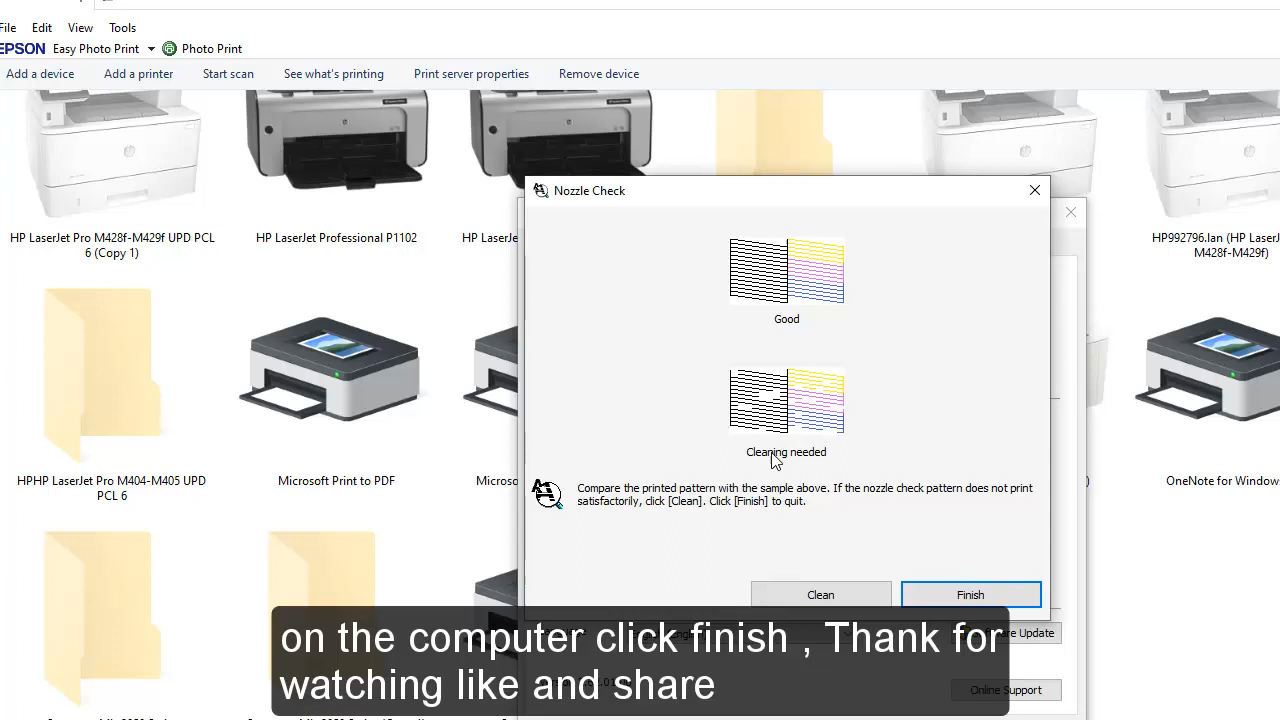 File Edit View Tools
EPSON Easy Photo Print Photo Print
Add a device Add a printer Start scan See what's printing Print server properties Remove device
Nozzle Check
HP LaserJet Pro M428f-M429f UPD PCL
6 (Copy 1)
HP LaserJet Professional P1102
HP LaserJe
HP992796.lan (HP LaserJ
M428f-M429f)
Good
Cleaning needed
Compare the printed pattern with the sample above. If the nozzle check pattern does not print
satisfactorily, click [Clean]. Click [Finish] to quit.
HPHP LaserJet Pro M404-M405 UPD
PCL 6
Microsoft Print to PDF
Microso
OneNote for Windows
Clean
Finish
on the computer click finish , Thank for
watching like and share
Software Update
Online Support